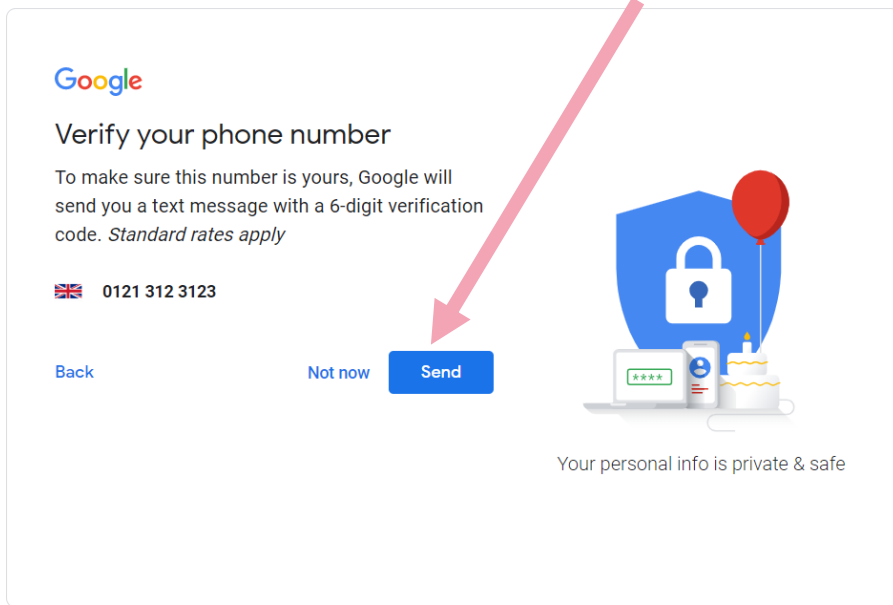 Google
Verify your phone number
To make sure this number is yours, Google will
send you a text message with a 6-digit verification
code. Standard rates apply
0121 312 3123
Back
Not now
Send
****
Your personal info is private & safe